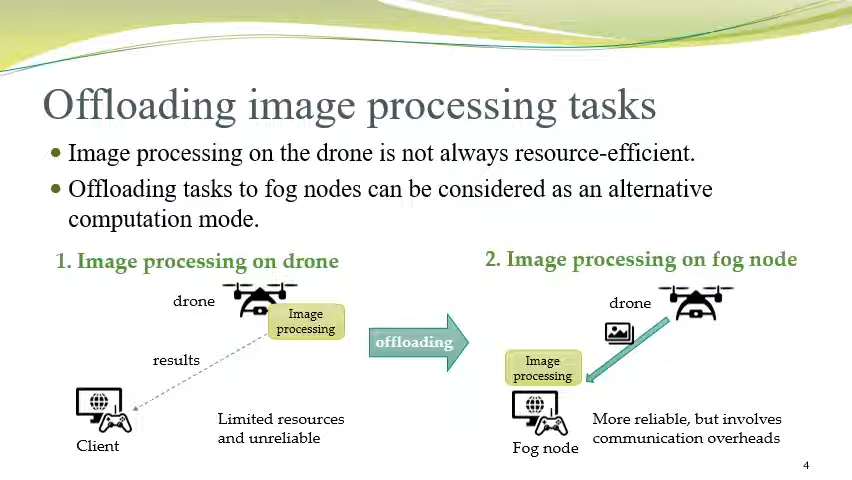 Offloading image processing tasks
• Image processing on the drone is not always resource-efficient.
• Offloading tasks to fog nodes can be considered as an alternative
computation mode.
1. Image processing on drone
drone
Image
processing
results
Client
Limited resources
and unreliable
offloading
2. Image processing on fog node
drone
Image
processing
Fog node
More reliable, but involves
communication overheads
4